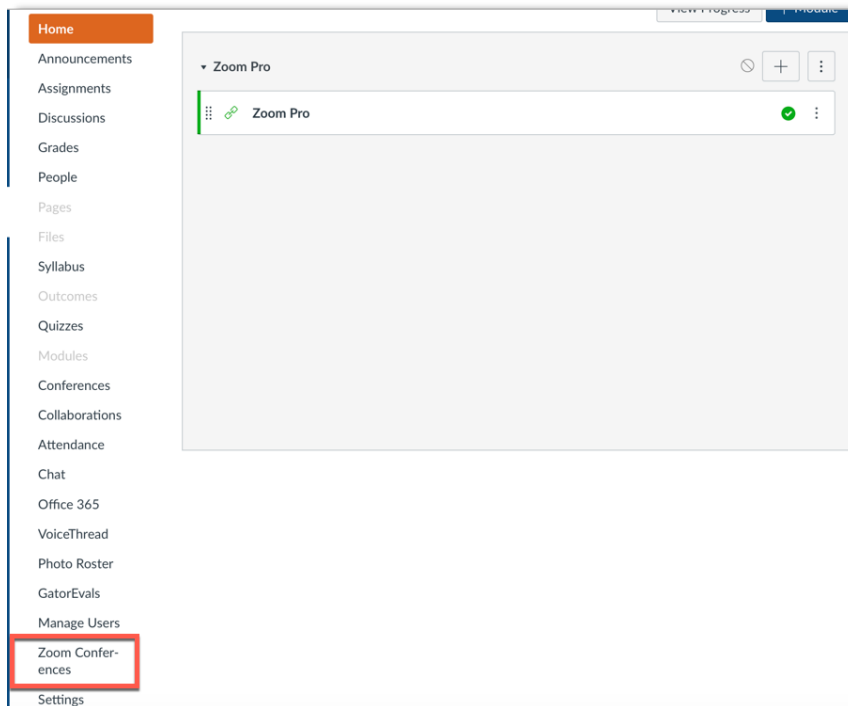 View Progress
+ Module
Home
Announcements
Assignments
Discussions
Grades
People
Pages
Files
Syllabus
Outcomes
Quizzes
Modules
Conferences
Collaborations
Attendance
Chat
Office 365
VoiceThread
Photo Roster
GatorEvals
Manage Users
Zoom Confer-
ences
Settings
Zoom Pro
Zoom Pro